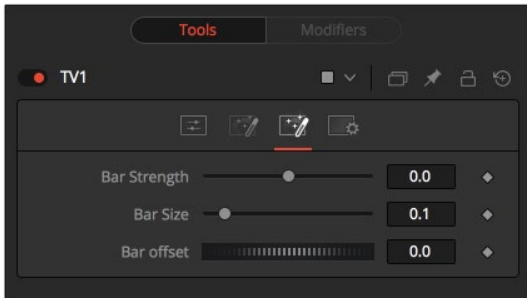 Tools Modifiers
TV1
Bar Strength 0.0
Bar Size 0.1
Bar offset 0.0